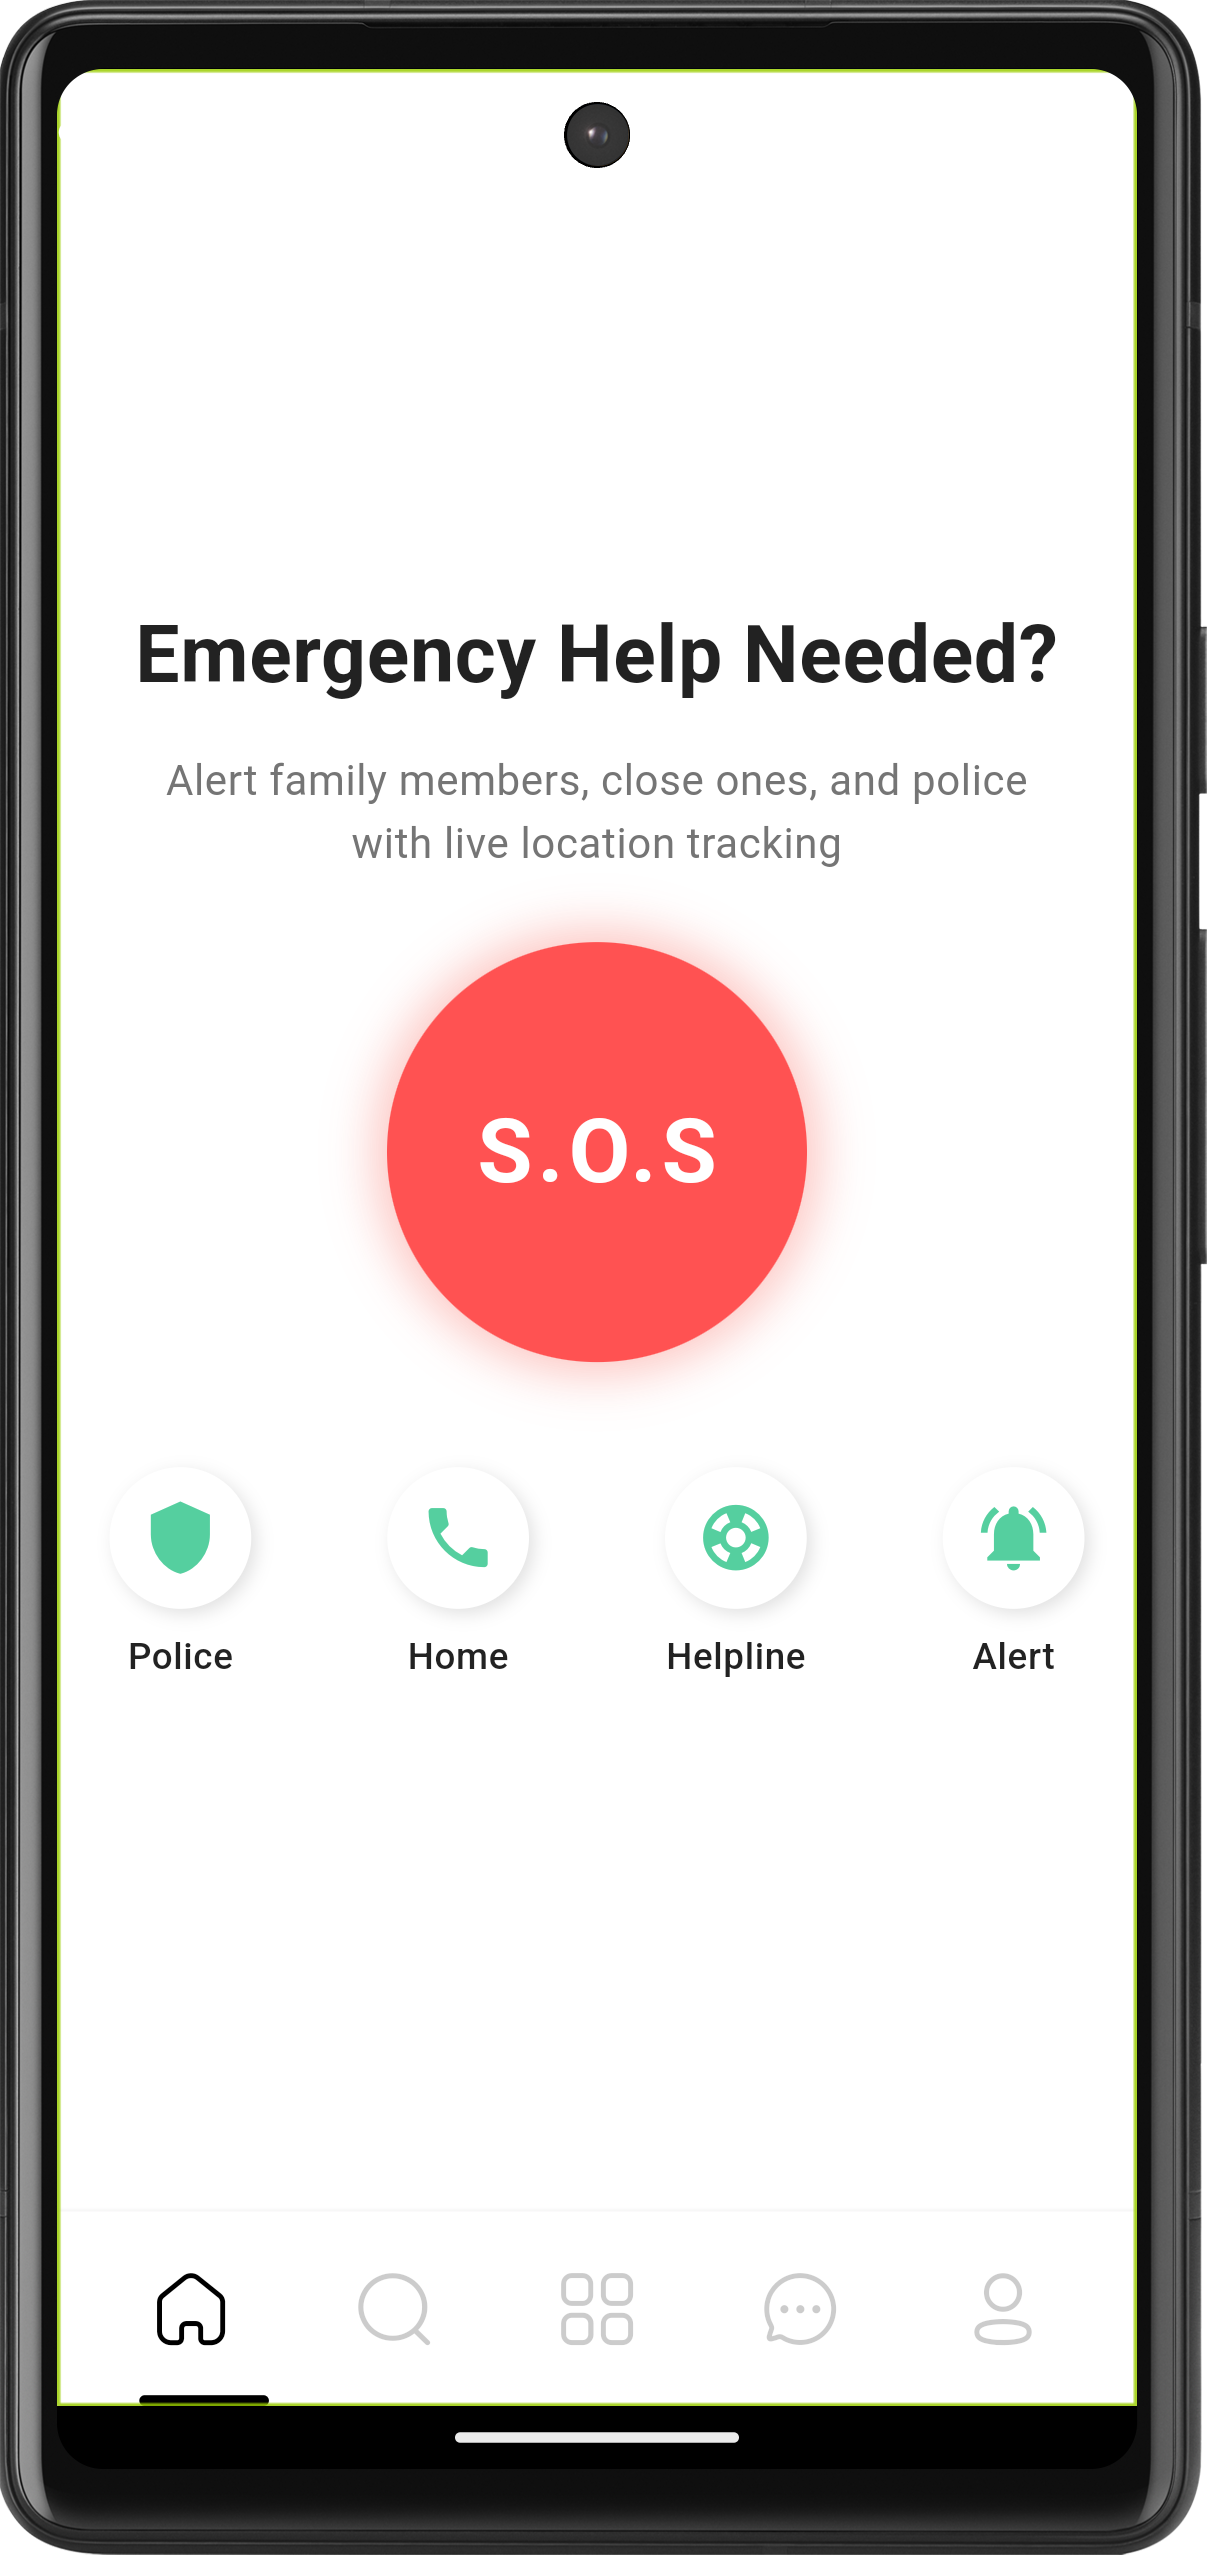 Emergency Help Needed?
Alert family members, close ones, and police
with live location tracking
S.O.S
Police
Home
Helpline
Alert